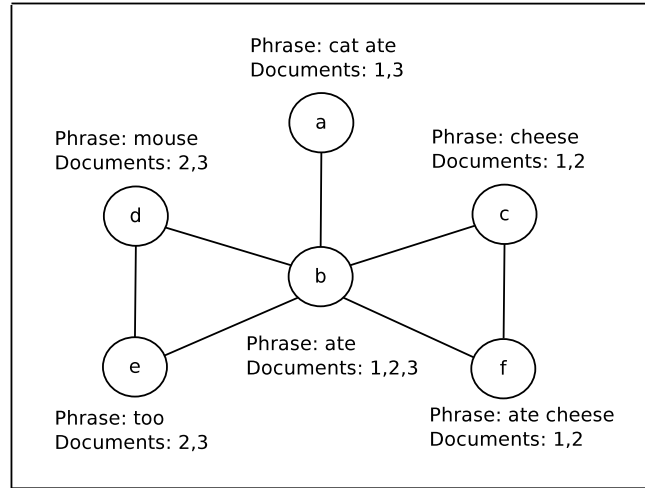 Phrase: cat ate
Documents: 1,3
a
Phrase: mouse
Documents: 2,3
Phrase: cheese
Documents: 1,2
d
c
b
Phrase: ate
Documents: 1,2,3
e
f
Phrase: too
Documents: 2,3
Phrase: ate cheese
Documents: 1,2